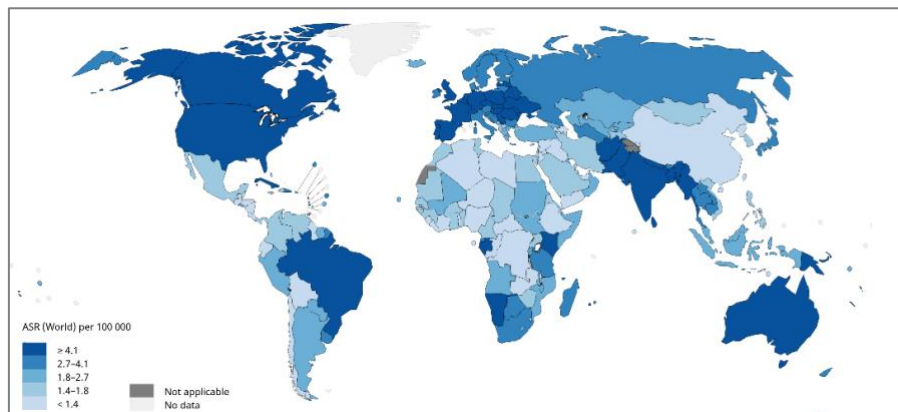 ASR (World) per 100 000
≥ 4.1
2.7–4.1
1.8–2.7
1.4–1.8
< 1.4
Not applicable
No data